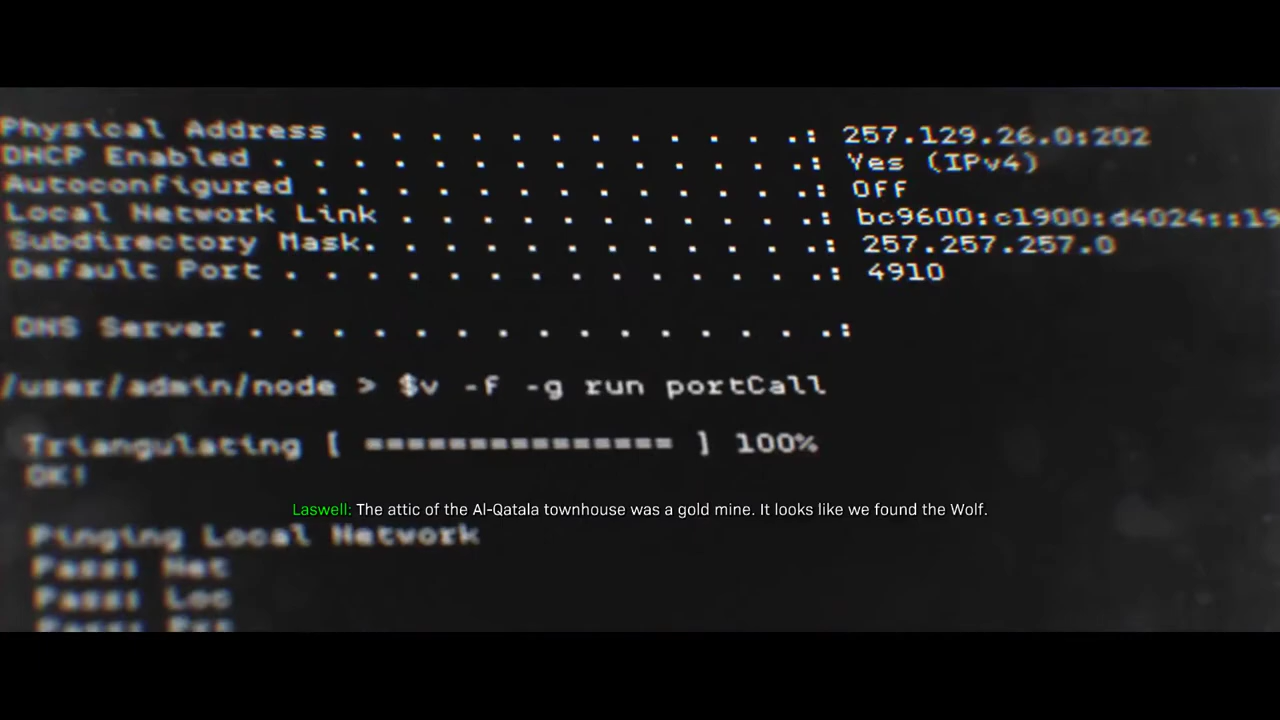 Physical Address . . . . . . . . . . . .: 257.129.26.0:202
DHCP Enabled . . . . . . . . . . . . . .: Yes (IPv4)
Autoconfigured . . . . . . . . . . . . .: Off
Local Network Link . . . . . . . . . . .: bc9600:c1900:d4024::19
Subdirectory Mask. . . . . . . . . . . .: 257.257.257.0
Default Port . . . . . . . . . . . . . .: 4910
DNS Server . . . . . . . . . . . . . . .:
/user/admin/node > $v -f -g run portCall
Triangulating [ =============== ] 100%
OK!
Laswell: The attic of the Al-Qatala townhouse was a gold mine. It looks like we found the Wolf.
Pinging Local Network
Pass: Net
Pass: Loc
Pass: